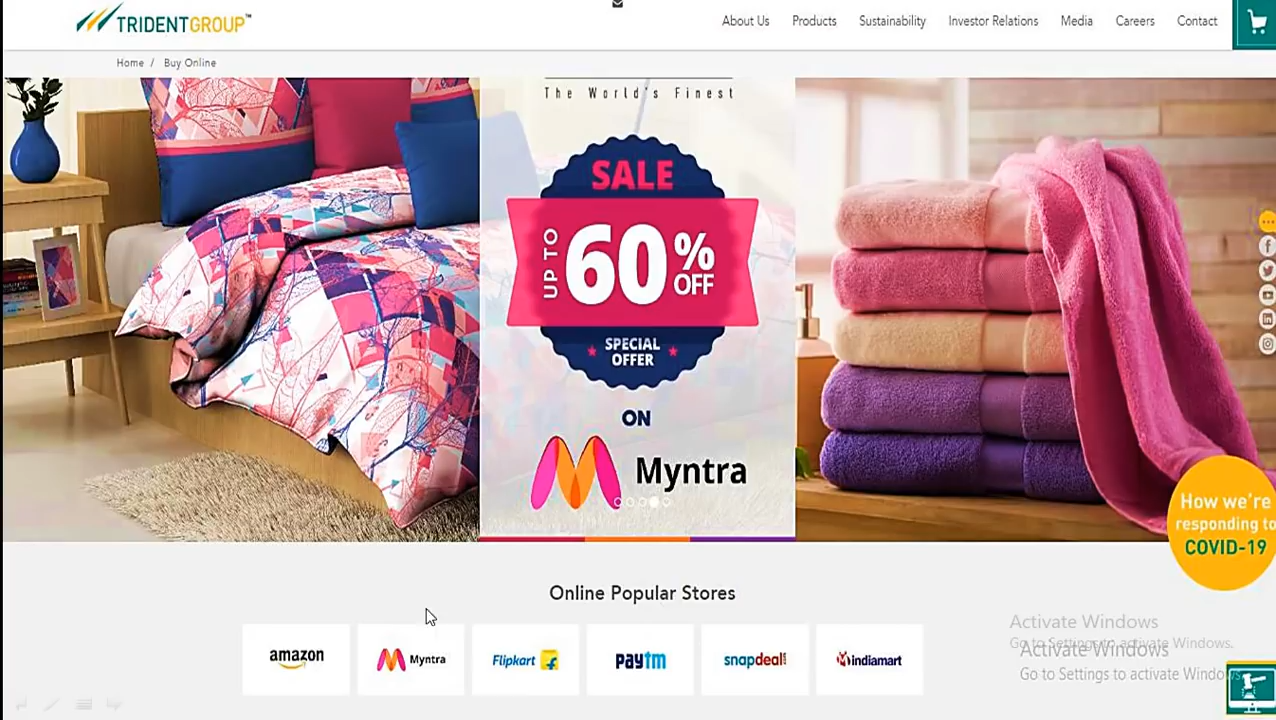 TRIDENTGROUP™
About Us Products Sustainability Investor Relations Media Careers Contact
Home / Buy Online
The World's Finest
SALE
UP TO 60% OFF
SPECIAL
OFFER
ON
Myntra
How we're
responding to
COVID-19
Online Popular Stores
amazon Myntra Flipkart paytm snapdeal indiamart
Activate Windows
Go to Settings to activate Windows.
Activate Windows
Go to Settings to activate Windows.